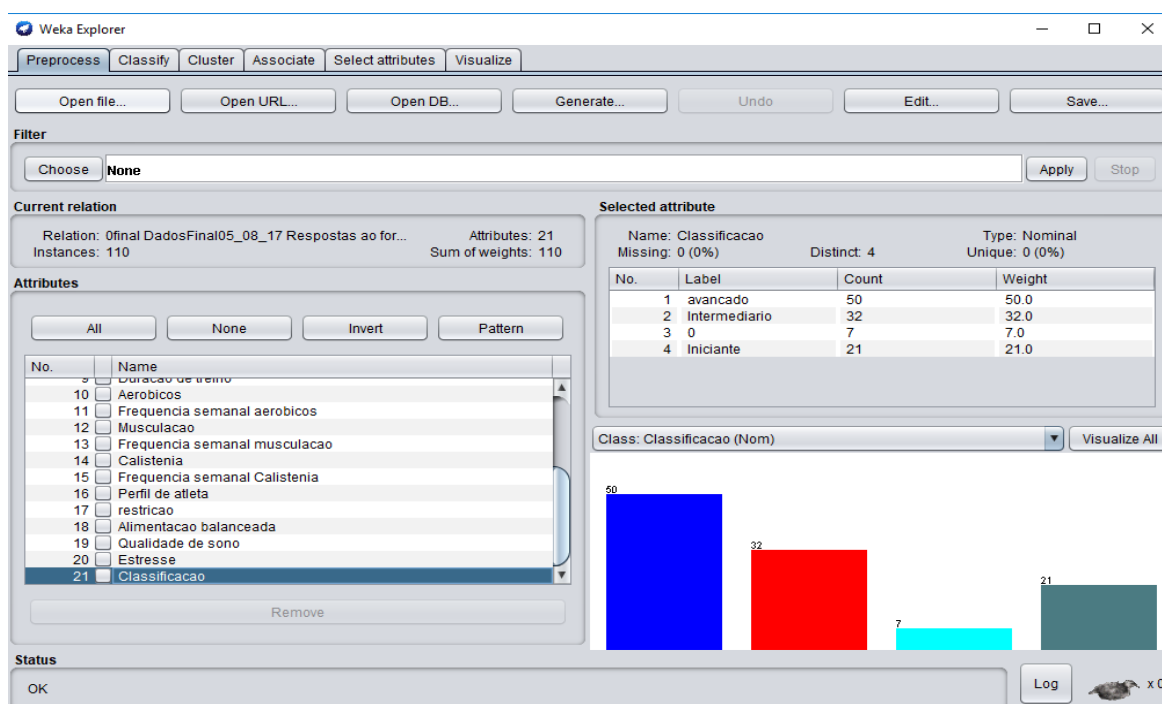 Weka Explorer
Preprocess Classify Cluster Associate Select attributes Visualize
Open file... Open URL... Open DB... Generate... Undo Edit... Save...
Filter
Choose None Apply Stop
Current relation
Relation: 0final DadosFinal05_08_17 Respostas ao for... Attributes: 21
Instances: 110 Sum of weights: 110
Attributes
All None Invert Pattern
No. Name
9 Duracao de treino
10 Aerobicos
11 Frequencia semanal aerobicos
12 Musculacao
13 Frequencia semanal musculacao
14 Calistenia
15 Frequencia semanal Calistenia
16 Perfil de atleta
17 restricao
18 Alimentacao balanceada
19 Qualidade de sono
20 Estresse
21 Classificacao
Remove
Selected attribute
Name: Classificacao Type: Nominal
Missing: 0 (0%) Distinct: 4 Unique: 0 (0%)
No. Label Count Weight
1 avancado 50 50.0
2 Intermediario 32 32.0
3 0 7 7.0
4 Iniciante 21 21.0
Class: Classificacao (Nom) Visualize All
50
32
7
21
Status
OK
Log x 0